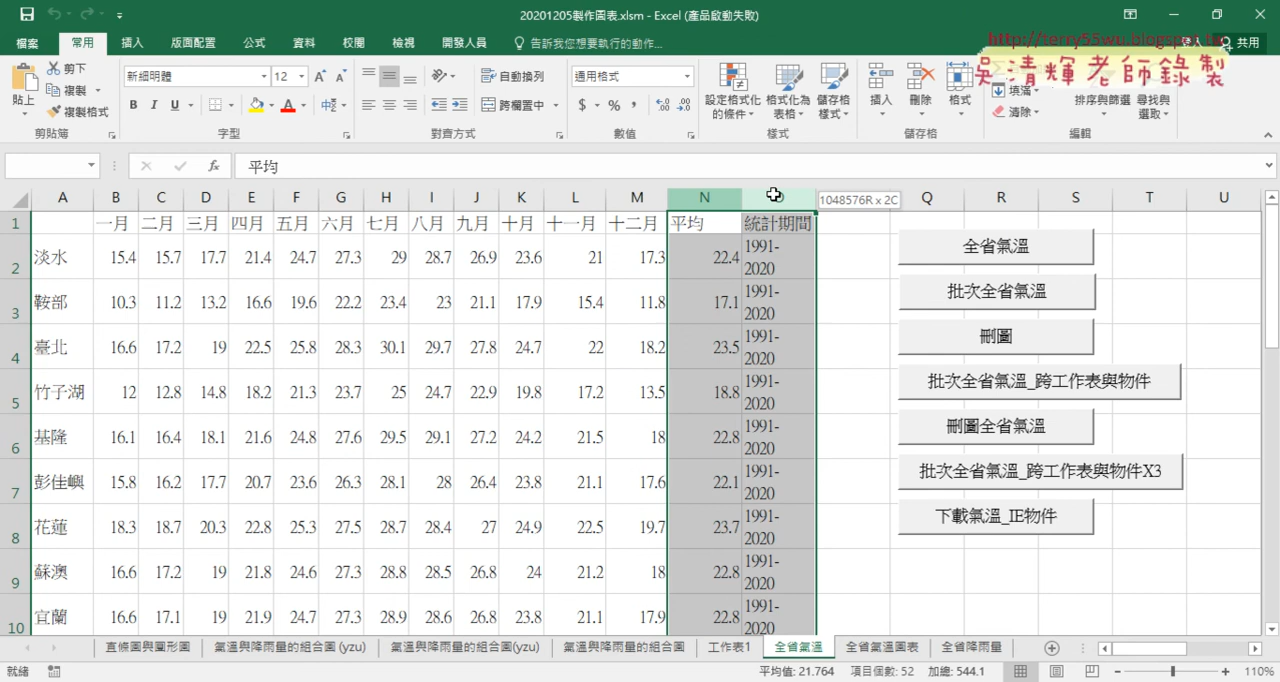 20201205製作圖表.xlsm - Excel (產品啟動失敗)
檔案 常用 插入 版面配置 公式 資料 校閱 檢視 開發人員 告訴我您想要執行的動作... 共用
http://terry55wu.blogspot.tw
吳清輝老師錄製
貼上 剪下 複製 複製格式 剪貼簿
新細明體 12 B I U A 中 字型
自動換列 跨欄置中 對齊方式
通用格式 $ % , 數值
設定格式化的條件 格式化為表格 儲存格樣式 樣式
插入 刪除 格式 儲存格
填滿 清除 排序與篩選 尋找與選取 編輯
fx 平均
A B C D E F G H I J K L M N 1048576R x 2C Q R S T U
1 一月 二月 三月 四月 五月 六月 七月 八月 九月 十月 十一月 十二月 平均 統計期間
2 淡水 15.4 15.7 17.7 21.4 24.7 27.3 29 28.7 26.9 23.6 21 17.3 22.4 1991-2020
3 鞍部 10.3 11.2 13.2 16.6 19.6 22.2 23.4 23 21.1 17.9 15.4 11.8 17.1 1991-2020
4 臺北 16.6 17.2 19 22.5 25.8 28.3 30.1 29.7 27.8 24.7 22 18.2 23.5 1991-2020
5 竹子湖 12 12.8 14.8 18.2 21.3 23.7 25 24.7 22.9 19.8 17.2 13.5 18.8 1991-2020
6 基隆 16.1 16.4 18.1 21.6 24.8 27.6 29.5 29.1 27.2 24.2 21.5 18 22.8 1991-2020
7 彭佳嶼 15.8 16.2 17.7 20.7 23.6 26.3 28.1 28 26.4 23.8 21.1 17.6 22.1 1991-2020
8 花蓮 18.3 18.7 20.3 22.8 25.3 27.5 28.7 28.4 27 24.9 22.5 19.7 23.7 1991-2020
9 蘇澳 16.6 17.2 19 21.8 24.6 27.3 28.8 28.5 26.8 24 21.2 18 22.8 1991-2020
10 宜蘭 16.6 17.1 19 21.9 24.7 27.3 28.9 28.6 26.8 23.8 21.1 17.9 22.8 1991-2020
全省氣溫
批次全省氣溫
刪圖
批次全省氣溫_跨工作表與物件
刪圖全省氣溫
批次全省氣溫_跨工作表與物件X3
下載氣溫_IE物件
直條圖與圓形圖 氣溫與降雨量的組合圖 (yzu) 氣溫與降雨量的組合圖(yzu) 氣溫與降雨量的組合圖 工作表1 全省氣溫 全省氣溫圖表 全省降雨量
就緒 平均值: 21.764 項目個數: 52 加總: 544.1 110%